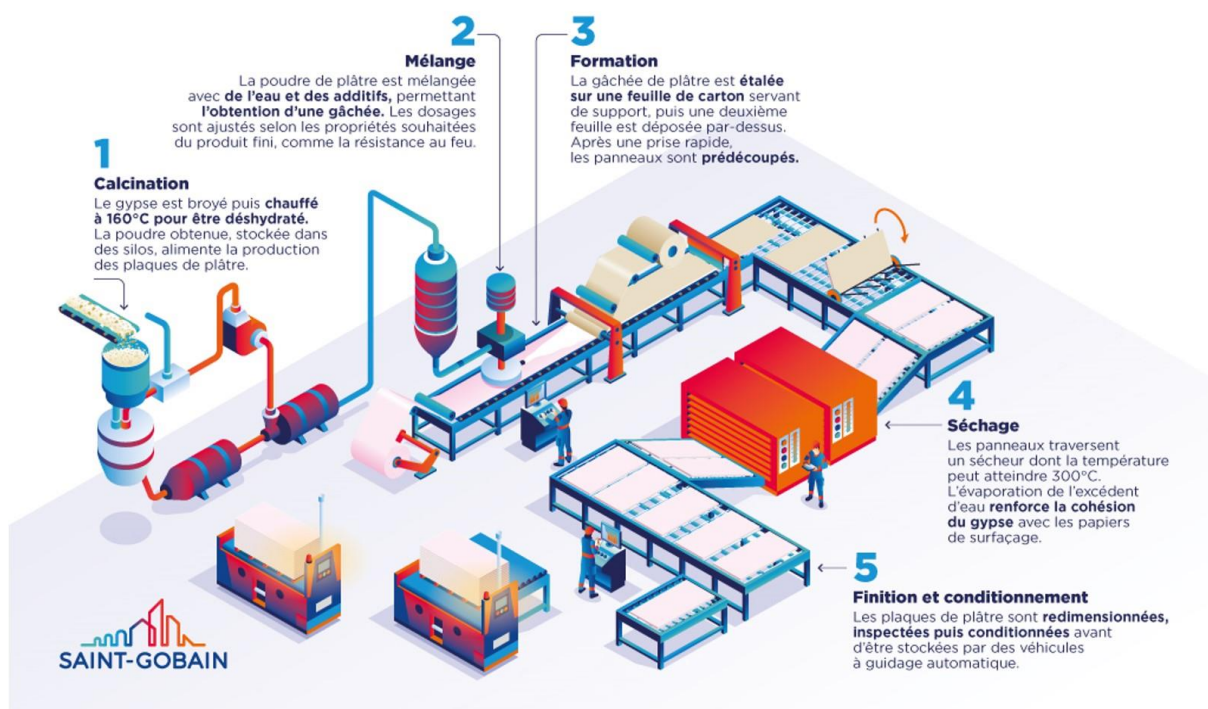 1
Calcination
Le gypse est broyé puis chauffé
à 160°C pour être déshydraté.
La poudre obtenue, stockée dans
des silos, alimente la production
des plaques de plâtre.
2
Mélange
La poudre de plâtre est mélangée
avec de l’eau et des additifs, permettant
l’obtention d’une gâchée. Les dosages
sont ajustés selon les propriétés souhaitées
du produit fini, comme la résistance au feu.
3
Formation
La gâchée de plâtre est étalée
sur une feuille de carton servant
de support, puis une deuxième
feuille est déposée par-dessus.
Après une prise rapide,
les panneaux sont prédécoupés.
4
Séchage
Les panneaux traversent
un sécheur dont la température
peut atteindre 300°C.
L’évaporation de l’excédent
d’eau renforce la cohésion
du gypse avec les papiers
de surfaçage.
5
Finition et conditionnement
Les plaques de plâtre sont redimensionnées,
inspectées puis conditionnées avant
d’être stockées par des véhicules
à guidage automatique.
SAINT-GOBAIN